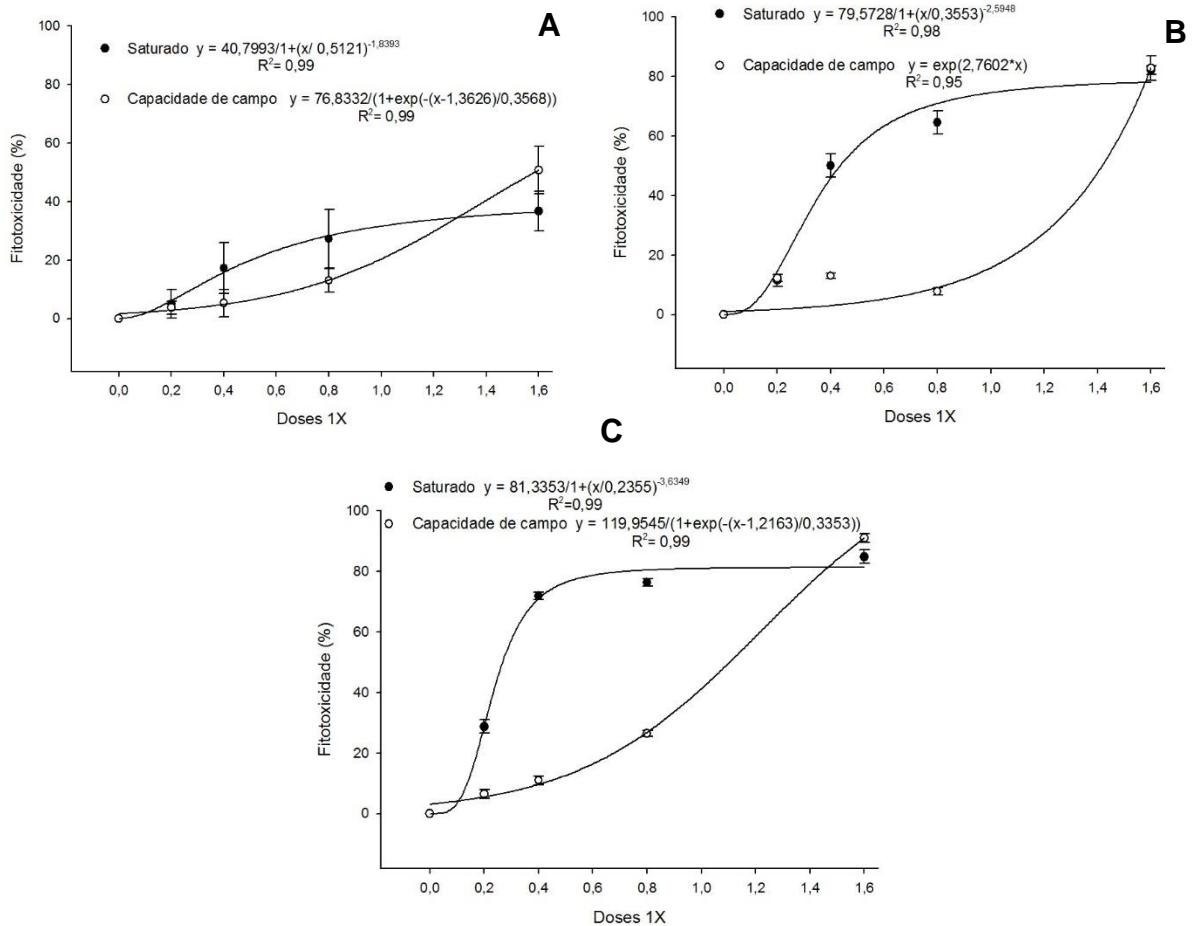 A
Saturado y = 40,7993/1+(x/ 0,5121)^-1,8393
R²= 0,99
Capacidade de campo y = 76,8332/(1+exp(-(x-1,3626)/0,3568))
R²= 0,99
Fitotoxicidade (%)
100
80
60
40
20
0
0,0 0,2 0,4 0,6 0,8 1,0 1,2 1,4 1,6
Doses 1X
B
Saturado y = 79,5728/1+(x/0,3553)^-2,5948
R²= 0,98
Capacidade de campo y = exp(2,7602*x)
R²= 0,95
Fitotoxicidade (%)
100
80
60
40
20
0
0,0 0,2 0,4 0,6 0,8 1,0 1,2 1,4 1,6
Doses 1X
C
Saturado y = 81,3353/1+(x/0,2355)^-3,6349
R²=0,99
Capacidade de campo y = 119,9545/(1+exp(-(x-1,2163)/0,3353))
R²= 0,99
Fitotoxicidade (%)
100
80
60
40
20
0
0,0 0,2 0,4 0,6 0,8 1,0 1,2 1,4 1,6
Doses 1X